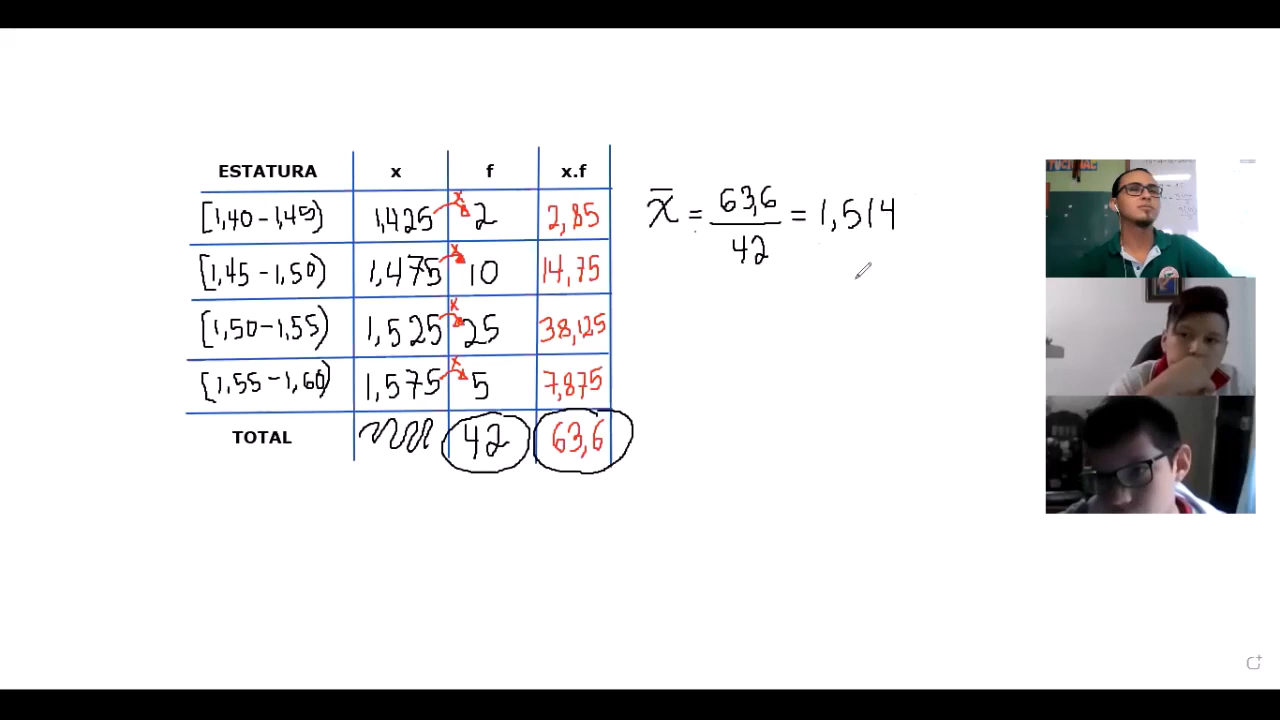 ESTATURA x f x.f
[1,40 - 1,45) 1,425 x 2 2,85
[1,45 - 1,50) 1,475 x 10 14,75
[1,50 - 1,55) 1,525 x 25 38,125
[1,55 - 1,60) 1,575 x 5 7,875
TOTAL 42 63,6
x̅ = 63,6 / 42 = 1,514